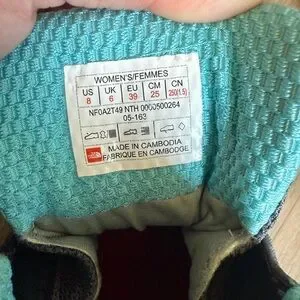 WOMEN'S/FEMMES
US UK EU CM CN
8 6 39 25 250(1.5)
NF0A2T49 NTH 0000500264
05-163
MADE IN CAMBODIA
FABRIQUE EN CAMBODGE